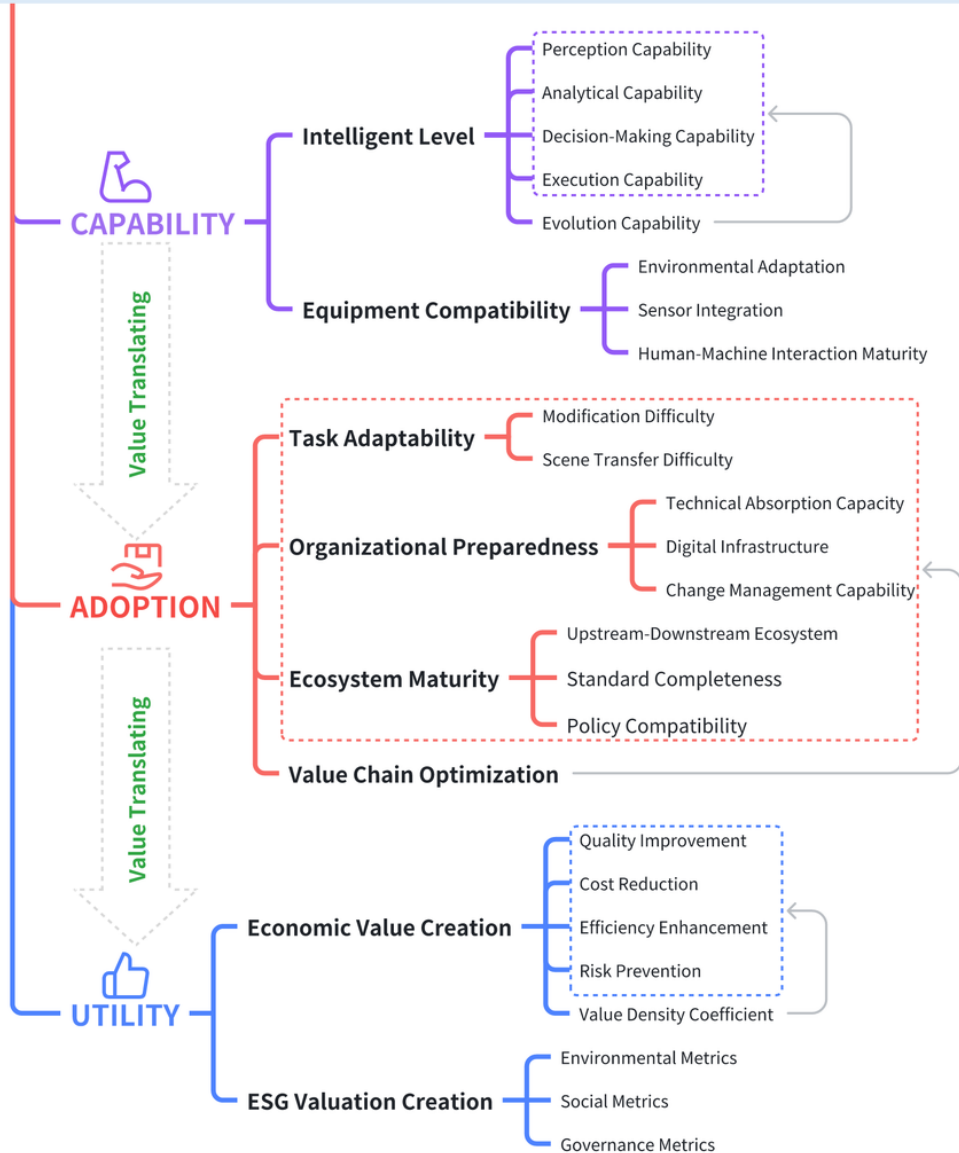 Perception Capability
Analytical Capability
Intelligent Level
Decision-Making Capability
Execution Capability
CAPABILITY
Evolution Capability
Environmental Adaptation
Equipment Compatibility
Sensor Integration
Human-Machine Interaction Maturity
Value Translating
Task Adaptability
Modification Difficulty
Scene Transfer Difficulty
Technical Absorption Capacity
Organizational Preparedness
Digital Infrastructure
Change Management Capability
ADOPTION
Upstream-Downstream Ecosystem
Ecosystem Maturity
Standard Completeness
Policy Compatibility
Value Chain Optimization
Value Translating
Quality Improvement
Cost Reduction
Economic Value Creation
Efficiency Enhancement
Risk Prevention
UTILITY
Value Density Coefficient
Environmental Metrics
ESG Valuation Creation
Social Metrics
Governance Metrics